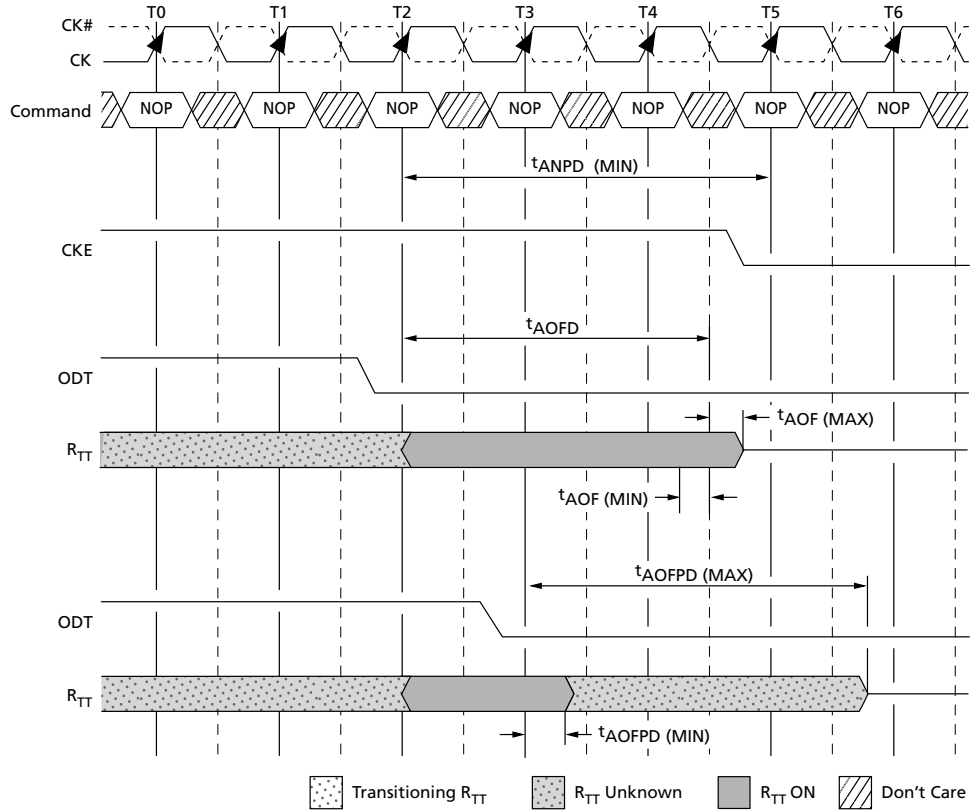 T0 T1 T2 T3 T4 T5 T6
CK#
CK
Command NOP NOP NOP NOP NOP NOP NOP
tANPD (MIN)
CKE
tAOFD
ODT
tAOF (MAX)
RTT
tAOF (MIN)
tAOFPD (MAX)
ODT
RTT
tAOFPD (MIN)
Transitioning RTT RTT Unknown RTT ON Don't Care